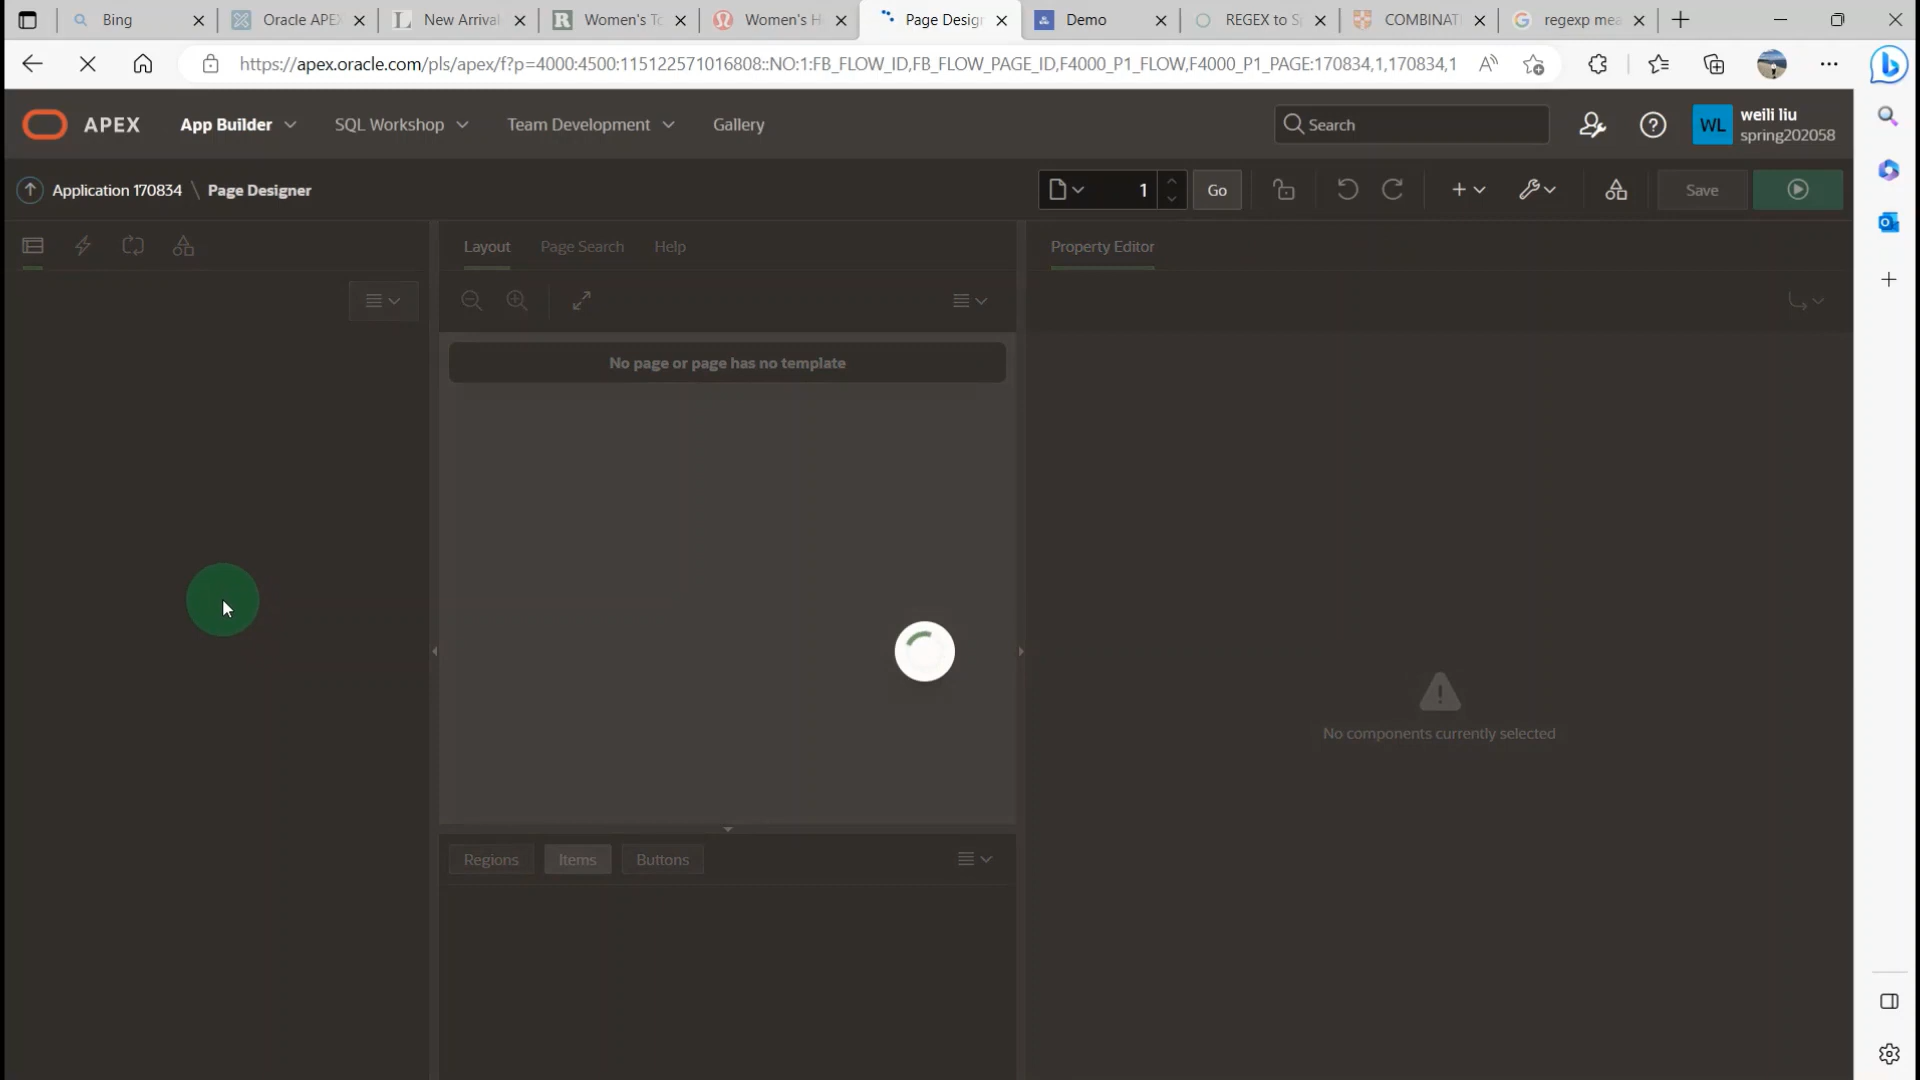 Bing
Oracle APEX
New Arrival
Women's To
Women's H
Page Desig
Demo
REGEX to S
COMBINAT
regexp mea
https://apex.oracle.com/pls/apex/f?p=4000:4500:115122571016808::NO:1:FB_FLOW_ID,FB_FLOW_PAGE_ID,F4000_P1_FLOW,F4000_P1_PAGE:170834,1,170834,1
APEX
App Builder
SQL Workshop
Team Development
Gallery
Search
WL
weili liu
spring202058
Application 170834 \ Page Designer
1
Go
Save
Layout
Page Search
Help
Property Editor
No page or page has no template
No components currently selected
Regions
Items
Buttons